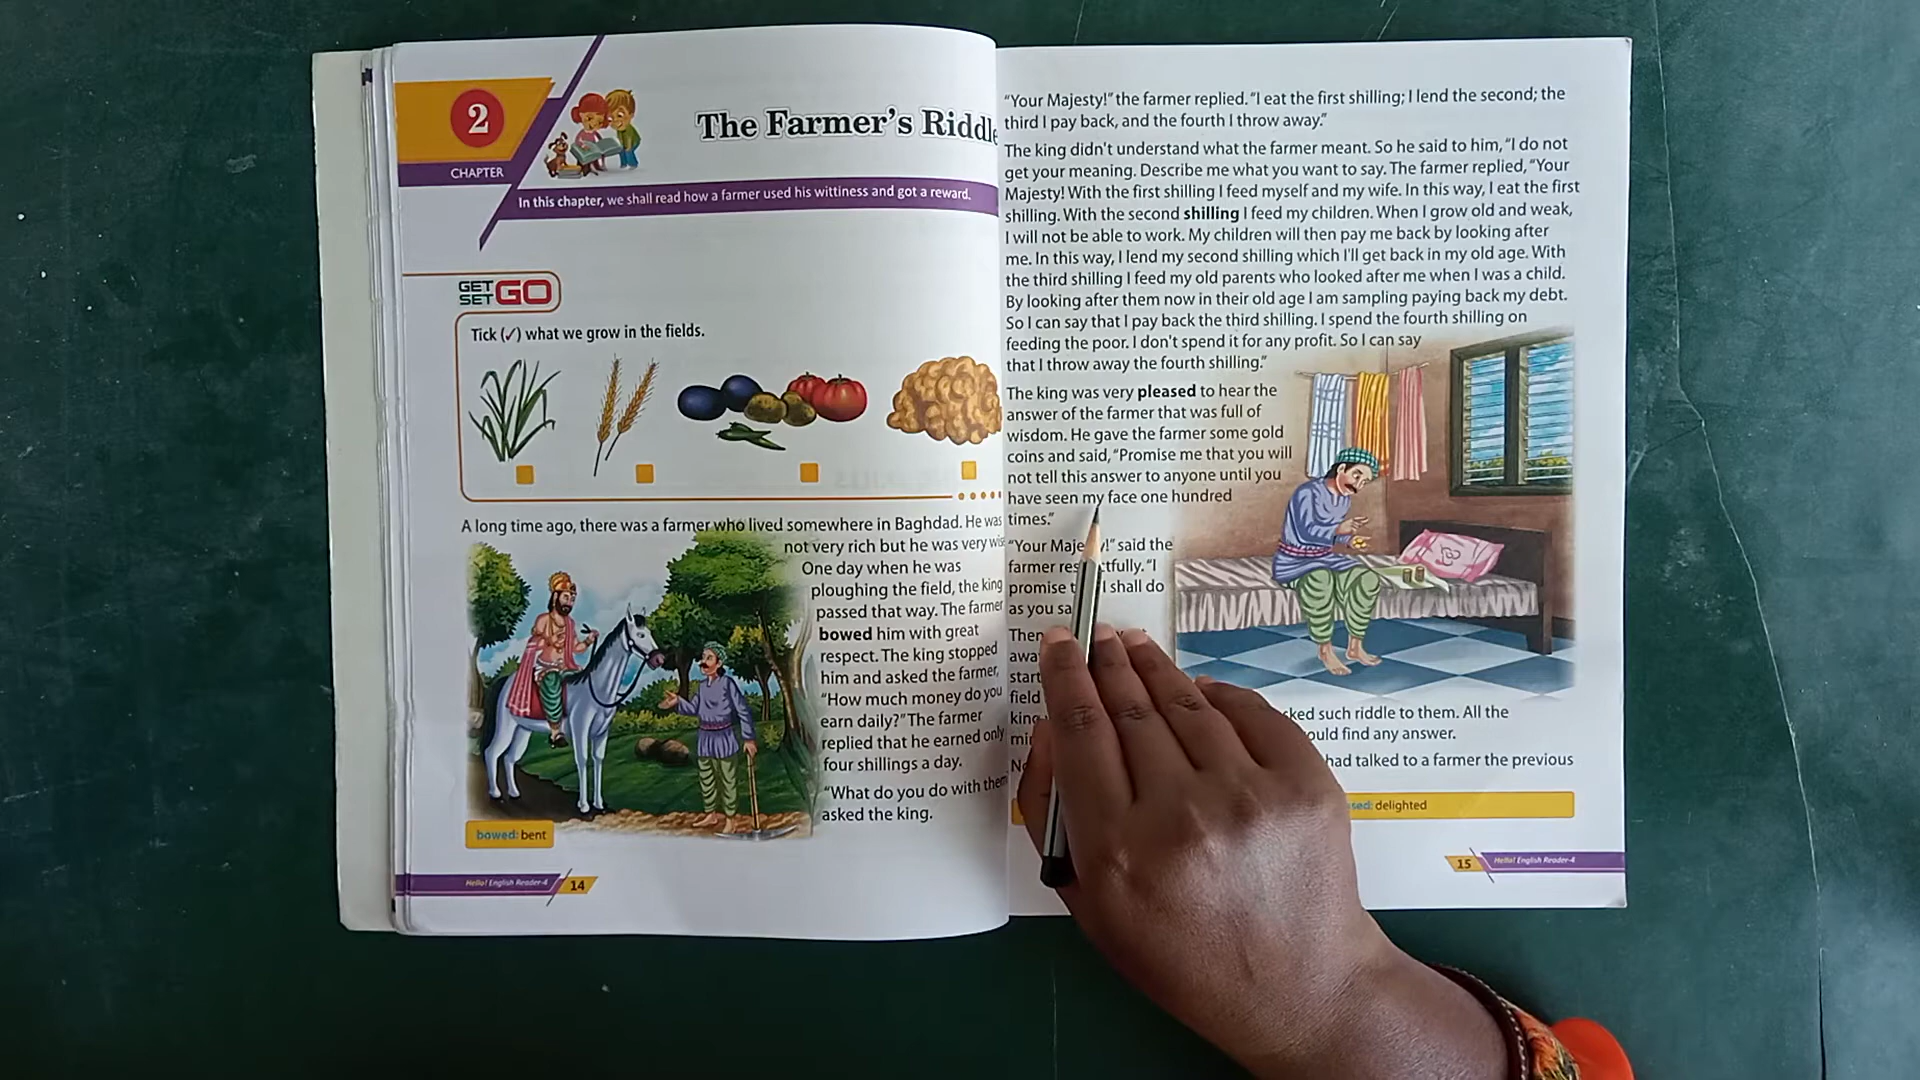 2
CHAPTER
The Farmer's Riddle
In this chapter, we shall read how a farmer used his wittiness and got a reward.
GET
SET GO
Tick (✓) what we grow in the fields.
A long time ago, there was a farmer who lived somewhere in Baghdad. He was
not very rich but he was very
One day when he was
ploughing the field, the king
passed that way. The farmer
bowed him with great
respect. The king stopped
him and asked the farmer,
"How much money do you
earn daily?" The farmer
replied that he earned only
four shillings a day.
"What do you do with them
asked the king.
bowed: bent
Hello! English Reader-4
14
"Your Majesty!" the farmer replied. "I eat the first shilling; I lend the second; the
third I pay back, and the fourth I throw away."
The king didn't understand what the farmer meant. So he said to him, "I do not
get your meaning. Describe me what you want to say. The farmer replied, "Your
Majesty! With the first shilling I feed myself and my wife. In this way, I eat the first
shilling. With the second shilling I feed my children. When I grow old and weak,
I will not be able to work. My children will then pay me back by looking after
me. In this way, I lend my second shilling which I'll get back in my old age. With
the third shilling I feed my old parents who looked after me when I was a child.
By looking after them now in their old age I am sampling paying back my debt.
So I can say that I pay back the third shilling. I spend the fourth shilling on
feeding the poor. I don't spend it for any profit. So I can say
that I throw away the fourth shilling."
The king was very pleased to hear the
answer of the farmer that was full of
wisdom. He gave the farmer some gold
coins and said, "Promise me that you will
not tell this answer to anyone until you
have seen my face one hundred
times."
"Your said the
farmer "I
promise I shall do
as you
Then
field
such riddle to them. All the
find any answer.
had talked to a farmer the previous
delighted
15
Hello! English Reader-4